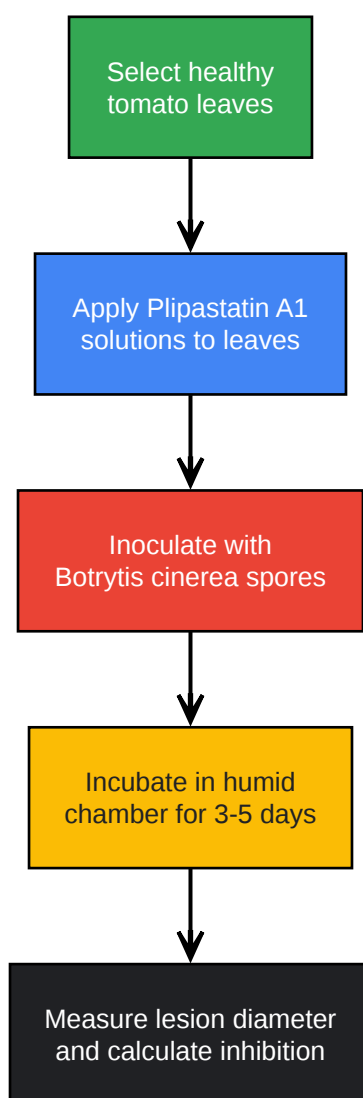 Select healthy
tomato leaves
Apply Plipastatin A1
solutions to leaves
Inoculate with
Botrytis cinerea spores
Incubate in humid
chamber for 3-5 days
Measure lesion diameter
and calculate inhibition